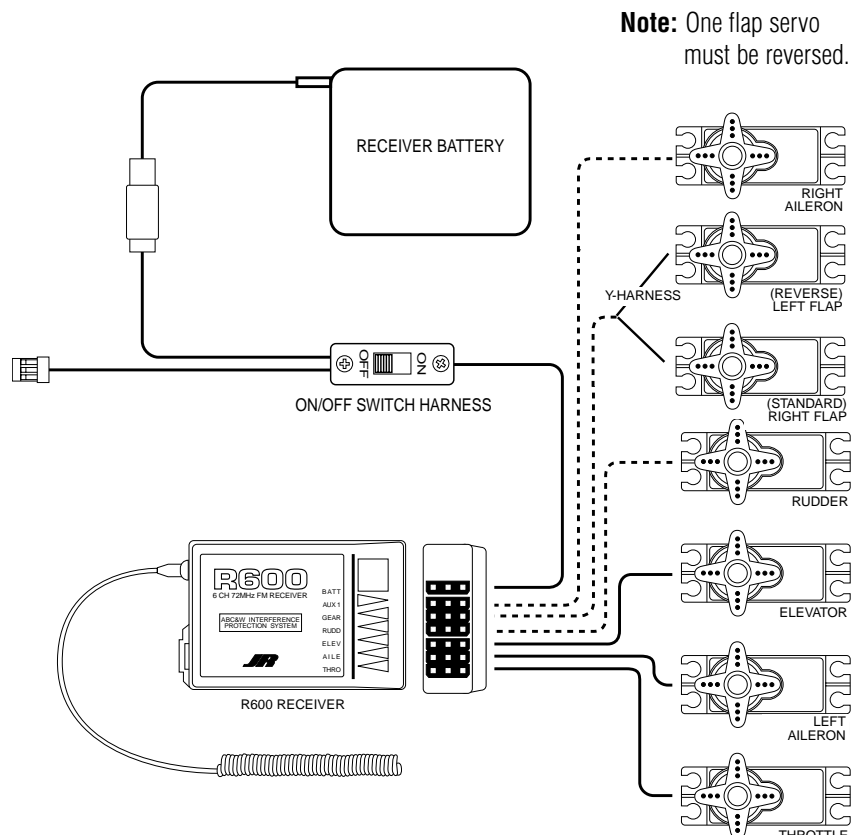 Note: One flap servo
must be reversed.
RECEIVER BATTERY
RIGHT
AILERON
Y-HARNESS
(REVERSE)
LEFT FLAP
OFF
ON
ON/OFF SWITCH HARNESS
(STANDARD)
RIGHT FLAP
RUDDER
R600
6 CH 72MHz FM RECEIVER
ABC&W INTERFERENCE
PROTECTION SYSTEM
JR
BATT
AUX 1
GEAR
RUDD
ELEV
AILE
THRO
R600 RECEIVER
ELEVATOR
LEFT
AILERON
THROTTLE